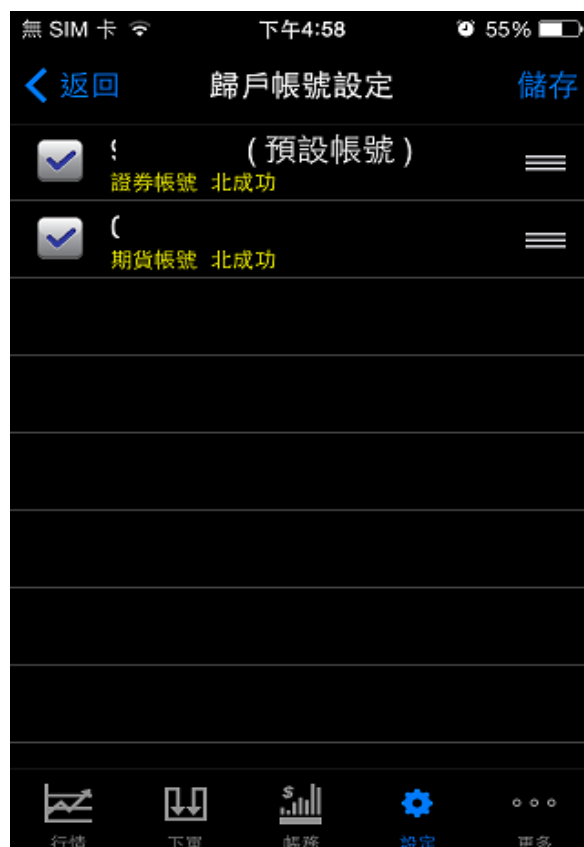 無 SIM 卡 下午4:58 55%
返回 歸戶帳號設定 儲存
(預設帳號)
證券帳號 北成功
期貨帳號 北成功
行情 下單 帳務 設定 更多